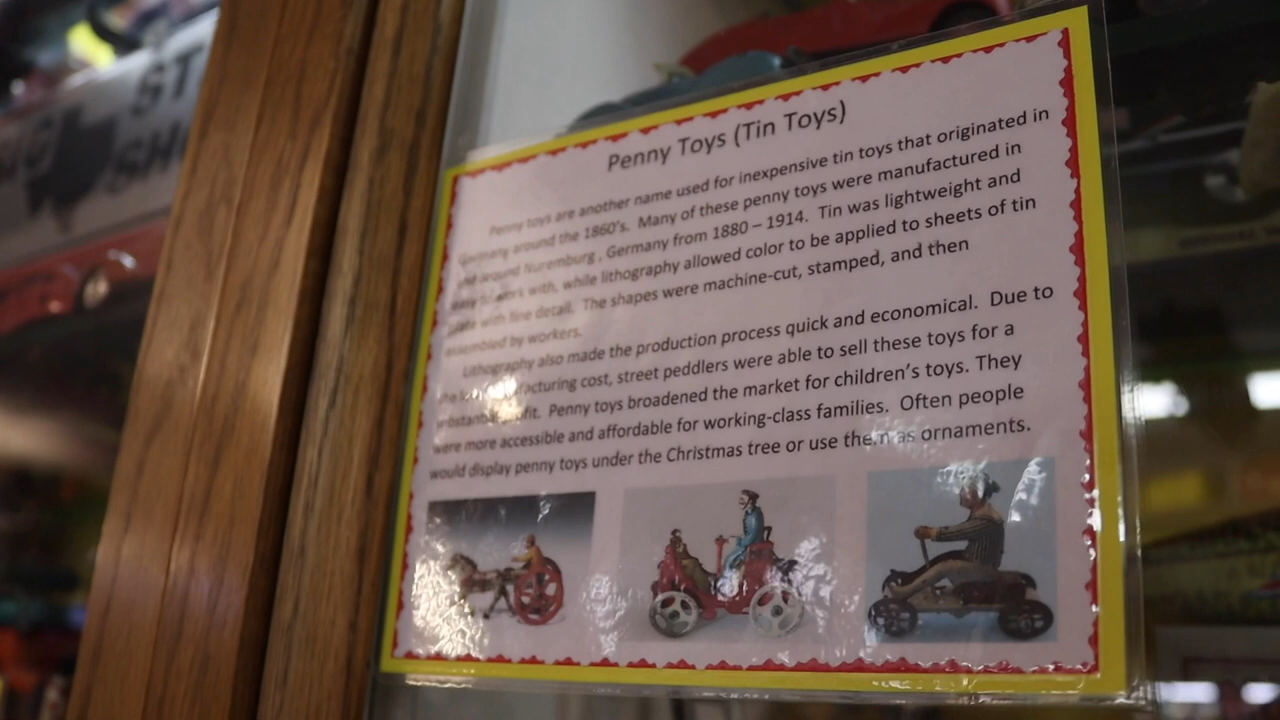 ST
SH
Penny Toys (Tin Toys)
Penny toys are another name used for inexpensive tin toys that originated in
Germany around the 1860's. Many of these penny toys were manufactured in
and around Nuremburg, Germany from 1880 – 1914. Tin was lightweight and
easy to work with, while lithography allowed color to be applied to sheets of tin
plate with fine detail. The shapes were machine-cut, stamped, and then
assembled by workers.
Lithography also made the production process quick and economical. Due to
the cost, street peddlers were able to sell these toys for a
substantial profit. Penny toys broadened the market for children's toys. They
were more accessible and affordable for working-class families. Often people
would display penny toys under the Christmas tree or use them as ornaments.